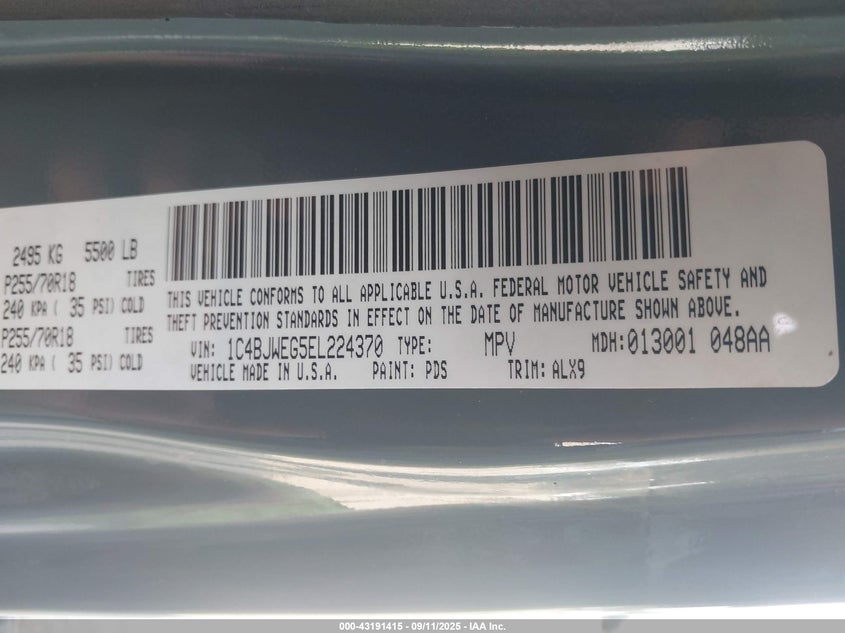 2495 KG 5500 LB
P255/70R18 TIRES
240 KPA ( 35 PSI) COLD
P255/70R18 TIRES
240 KPA ( 35 PSI) COLD
THIS VEHICLE CONFORMS TO ALL APPLICABLE U.S.A. FEDERAL MOTOR VEHICLE SAFETY AND
THEFT PREVENTION STANDARDS IN EFFECT ON THE DATE OF MANUFACTURE SHOWN ABOVE.
VIN: 1C4BJWEG5EL224370 TYPE: MPV MDH:013001 048AA
VEHICLE MADE IN U.S.A. PAINT: PDS TRIM: ALX9
000-43191415 - 09/11/2025 - IAA Inc.